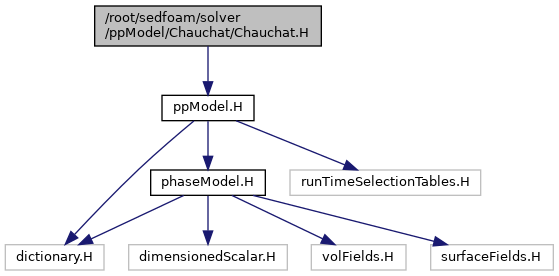 /root/sedfoam/solver
/ppModel/Chauchat/Chauchat.H
ppModel.H
phaseModel.H
runTimeSelectionTables.H
dictionary.H
dimensionedScalar.H
volFields.H
surfaceFields.H